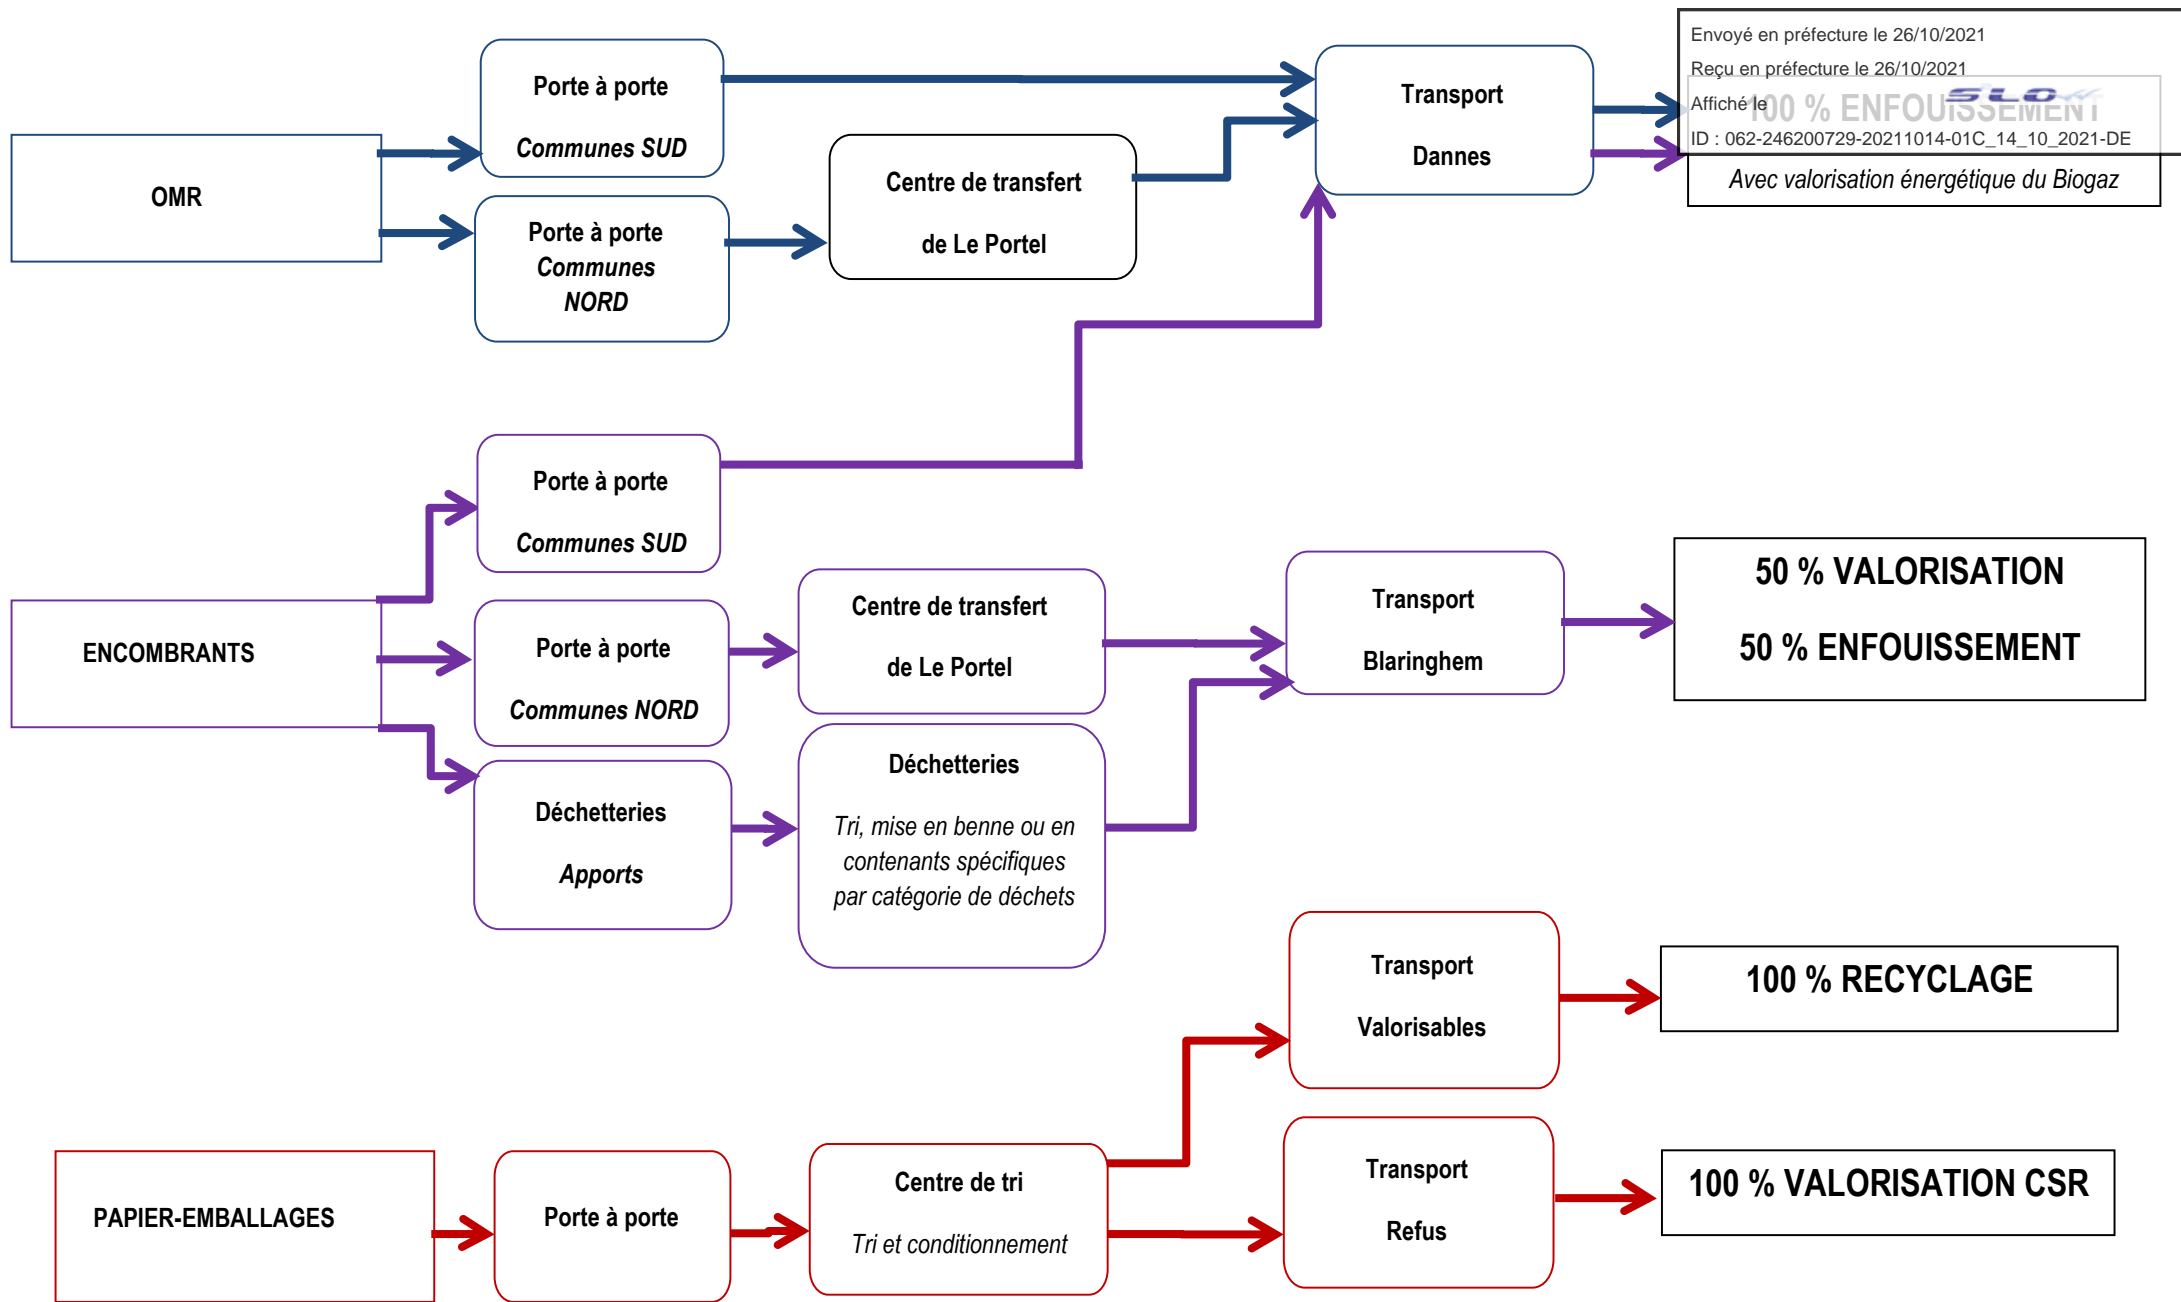 Envoyé en préfecture le 26/10/2021
Reçu en préfecture le 26/10/2021
Affiché le
SLO
ID : 062-246200729-20211014-01C_14_10_2021-DE
100 % ENFOUISSEMENT
Avec valorisation énergétique du Biogaz
OMR
Porte à porte
Communes SUD
Porte à porte
Communes
NORD
Centre de transfert
de Le Portel
Transport
Dannes
ENCOMBRANTS
Porte à porte
Communes SUD
Porte à porte
Communes NORD
Déchetteries
Apports
Centre de transfert
de Le Portel
Déchetteries
Tri, mise en benne ou en
contenants spécifiques
par catégorie de déchets
Transport
Blaringhem
50 % VALORISATION
50 % ENFOUISSEMENT
PAPIER-EMBALLAGES
Porte à porte
Centre de tri
Tri et conditionnement
Transport
Valorisables
100 % RECYCLAGE
Transport
Refus
100 % VALORISATION CSR